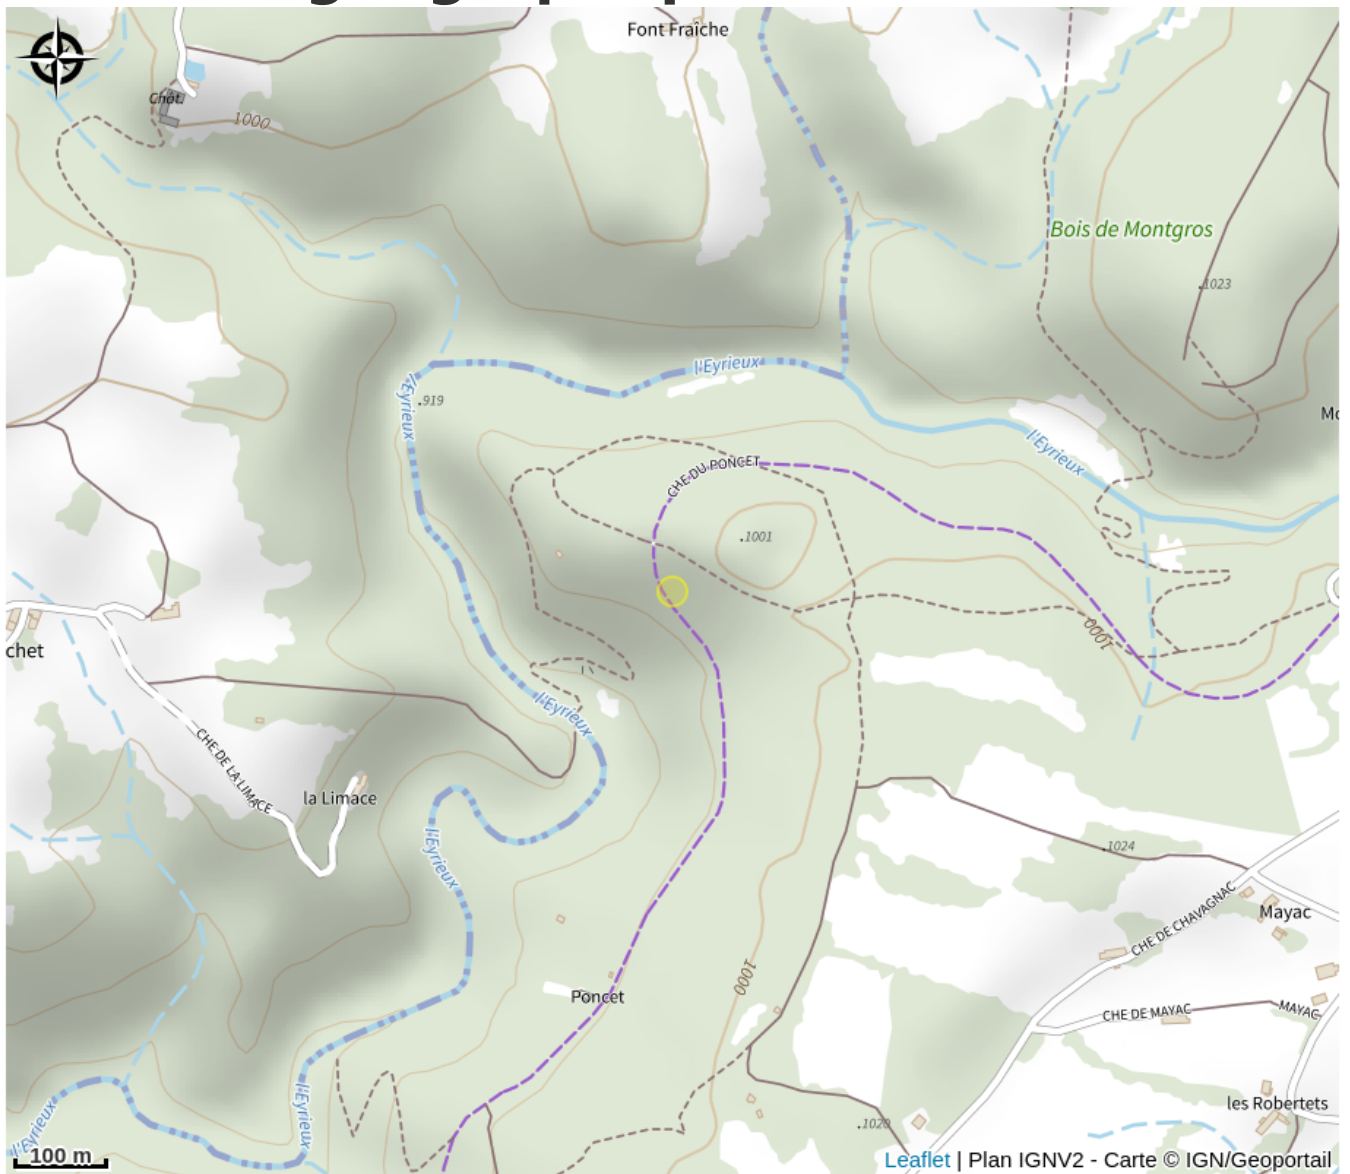 Font Fraîche
Chât.
1000
Bois de Montgros
.1023
l'Eyrieux
l'Eyrieux
.919
l'Eyrieux
CHE DU PONCET
.1001
1000
chet
l'Eyrieux
CHE DE LA LIMACE
la Limace
.1024
l'Eyrieux
CHE DE CHAVAGNAC
Mayac
1000
Poncet
CHE DE MAYAC
MAYAC
l'Eyrieux
l'Eyrieux
les Robertets
.1020
100 m
Leaflet | Plan IGNV2 - Carte © IGN/Geoportail